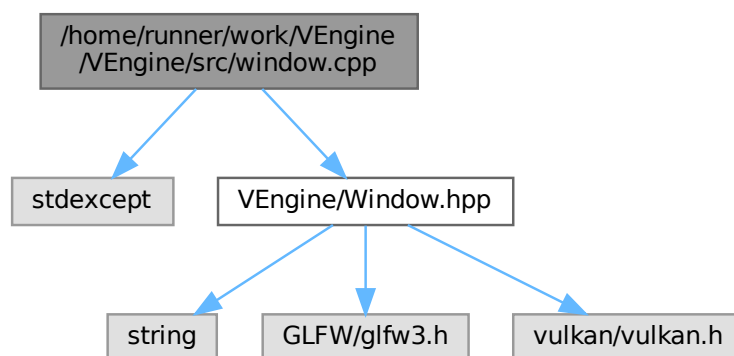 /home/runner/work/VEngine
/VEngine/src/window.cpp
stdexcept
VEngine/Window.hpp
string
GLFW/glfw3.h
vulkan/vulkan.h